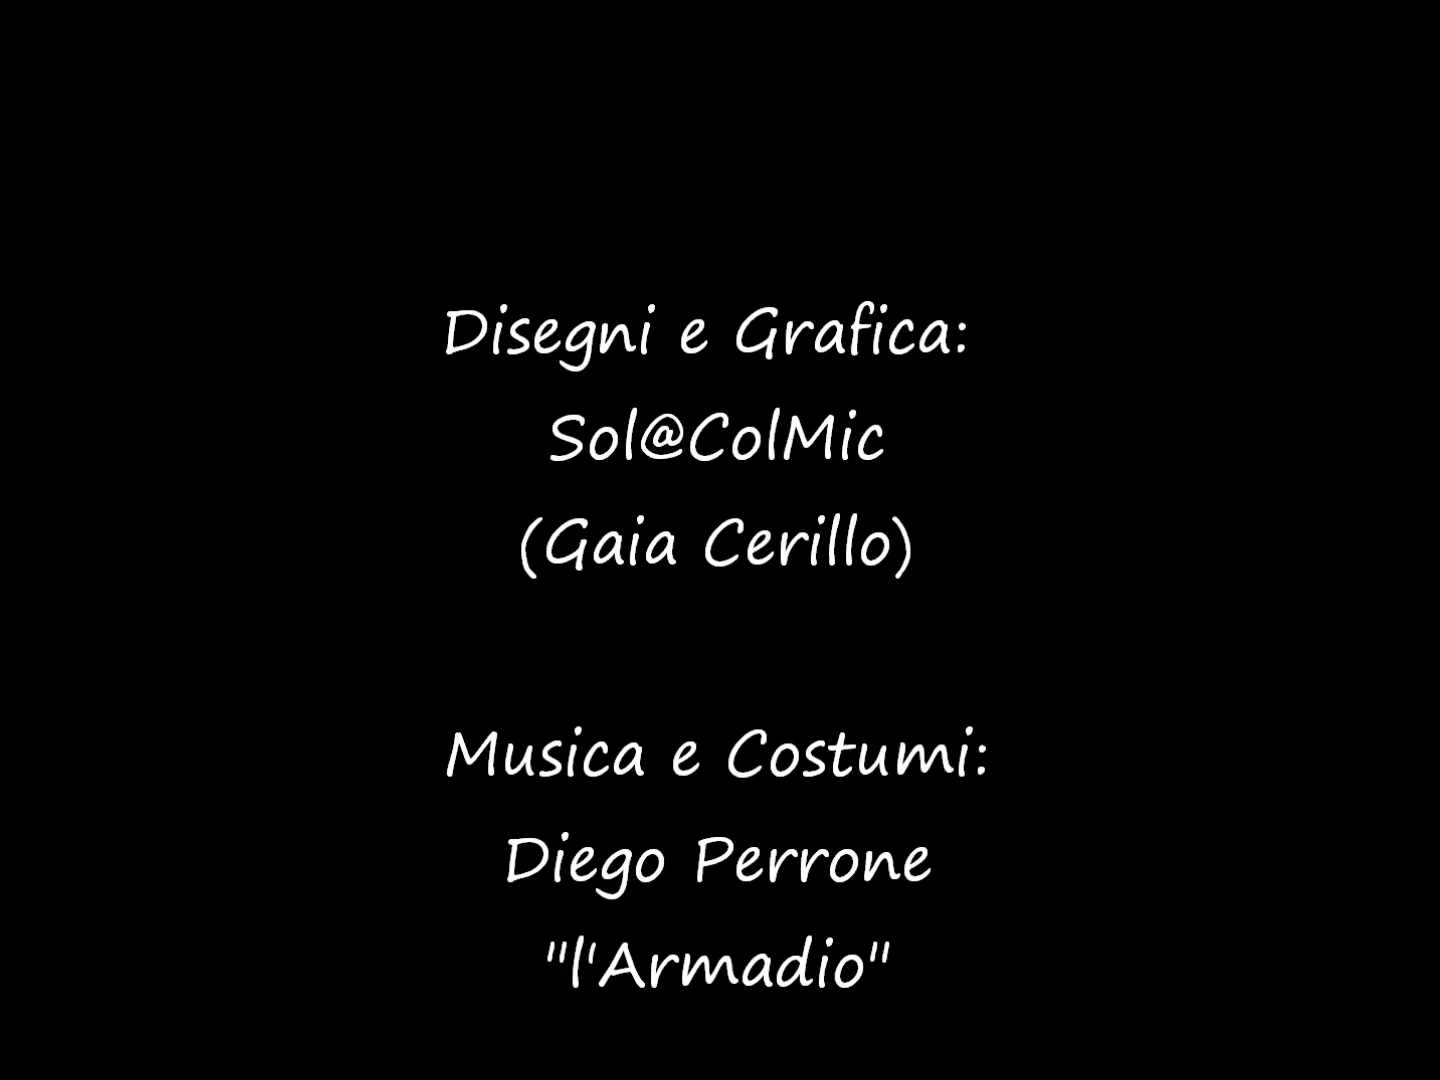 Disegni e Grafica:
Sol@ColMic
(Gaia Cerillo)
Musica e Costumi:
Diego Perrone
"l'Armadio"